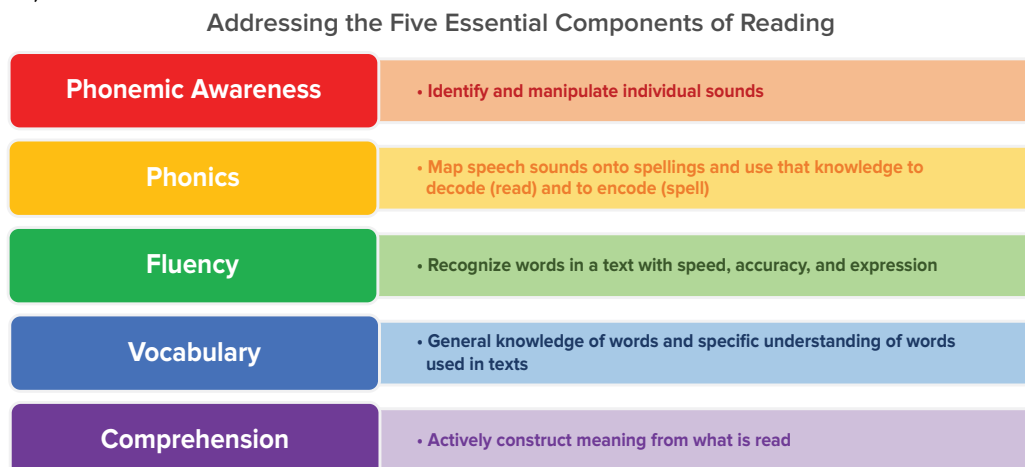 Addressing the Five Essential Components of Reading
Phonemic Awareness
• Identify and manipulate individual sounds
Phonics
• Map speech sounds onto spellings and use that knowledge to
decode (read) and to encode (spell)
Fluency
• Recognize words in a text with speed, accuracy, and expression
Vocabulary
• General knowledge of words and specific understanding of words
used in texts
Comprehension
• Actively construct meaning from what is read